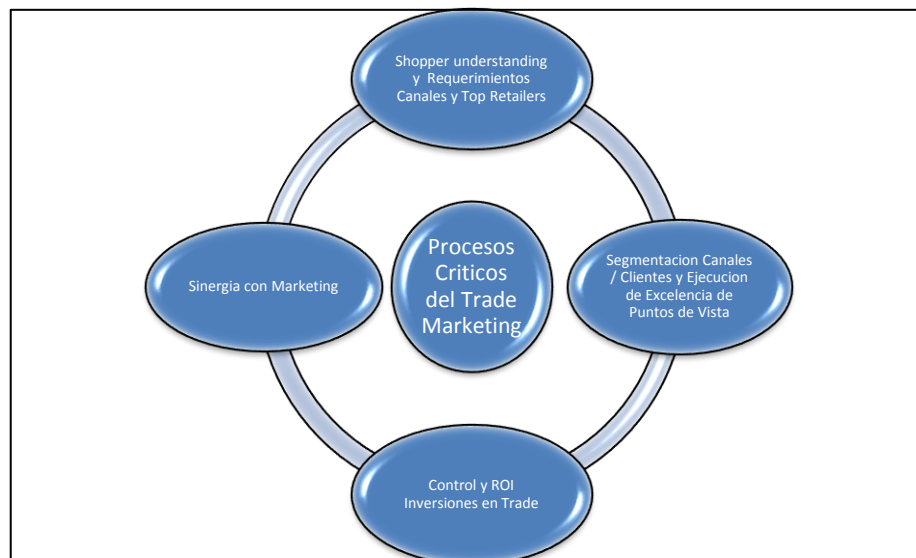 Shopper understanding
y Requerimientos
Canales y Top Retailers
Procesos
Criticos
del Trade
Marketing
Segmentacion Canales
/ Clientes y Ejecucion
de Excelencia de
Puntos de Vista
Sinergia con Marketing
Control y ROI
Inversiones en Trade